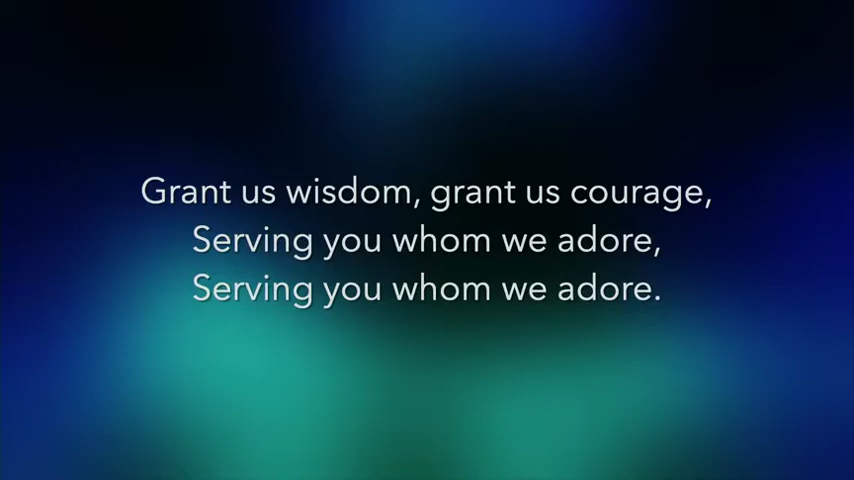 Grant us wisdom, grant us courage,
Serving you whom we adore,
Serving you whom we adore.